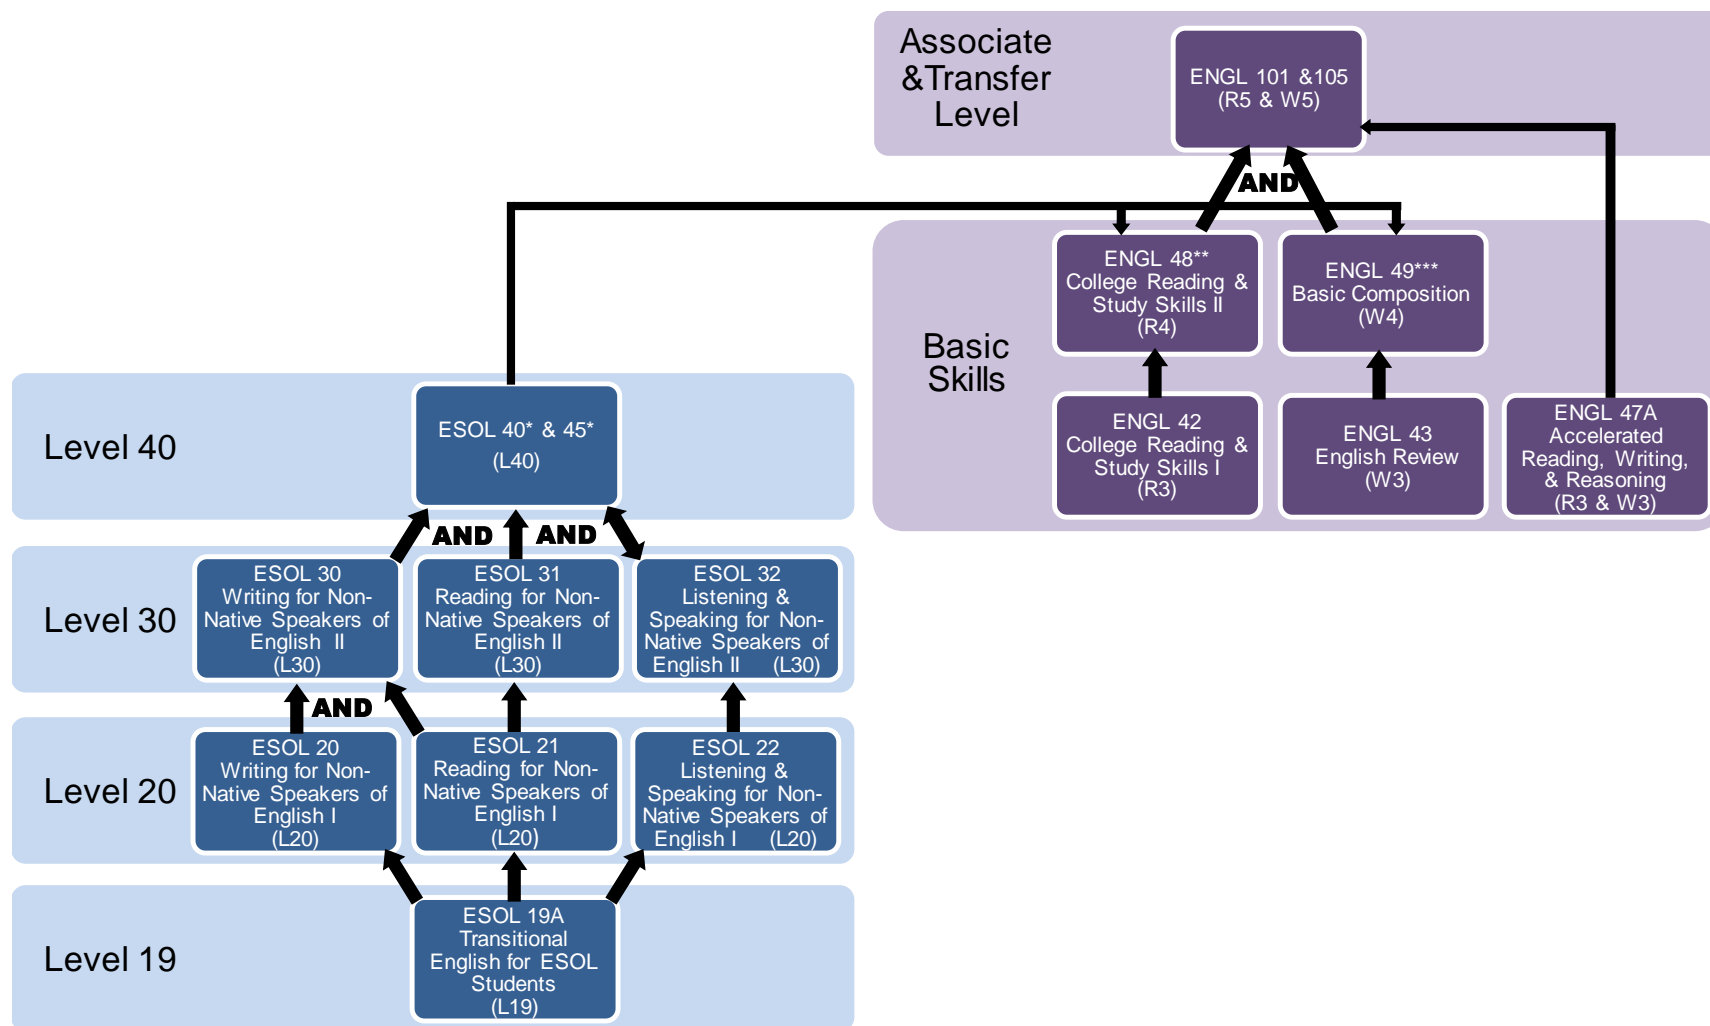 Associate
&Transfer
Level
ENGL 101 &105
(R5 & W5)
AND
Basic
Skills
ENGL 48**
College Reading &
Study Skills II
(R4)
ENGL 49***
Basic Composition
(W4)
ENGL 42
College Reading &
Study Skills I
(R3)
ENGL 43
English Review
(W3)
ENGL 47A
Accelerated
Reading, Writing,
& Reasoning
(R3 & W3)
Level 40
ESOL 40* & 45*
(L40)
AND
AND
Level 30
ESOL 30
Writing for Non-
Native Speakers of
English II
(L30)
ESOL 31
Reading for Non-
Native Speakers of
English II
(L30)
ESOL 32
Listening &
Speaking for Non-
Native Speakers of
English II (L30)
AND
Level 20
ESOL 20
Writing for Non-
Native Speakers of
English I
(L20)
ESOL 21
Reading for Non-
Native Speakers of
English I
(L20)
ESOL 22
Listening &
Speaking for Non-
Native Speakers of
English I (L20)
Level 19
ESOL 19A
Transitional
English for ESOL
Students
(L19)